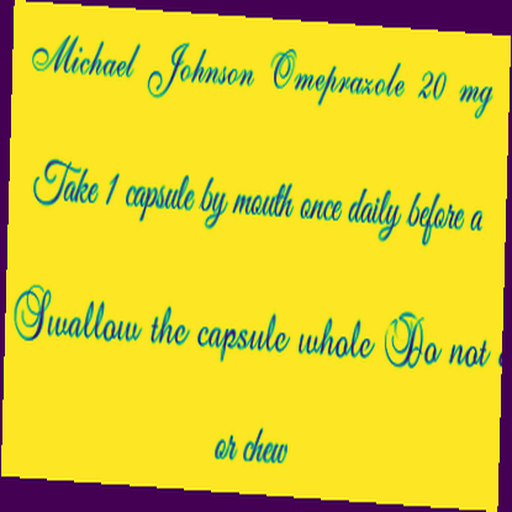 Michael Johnson Omeprazole 20 mg
Take 1 capsule by mouth once daily before a
Swallow the capsule whole Do not
or chew